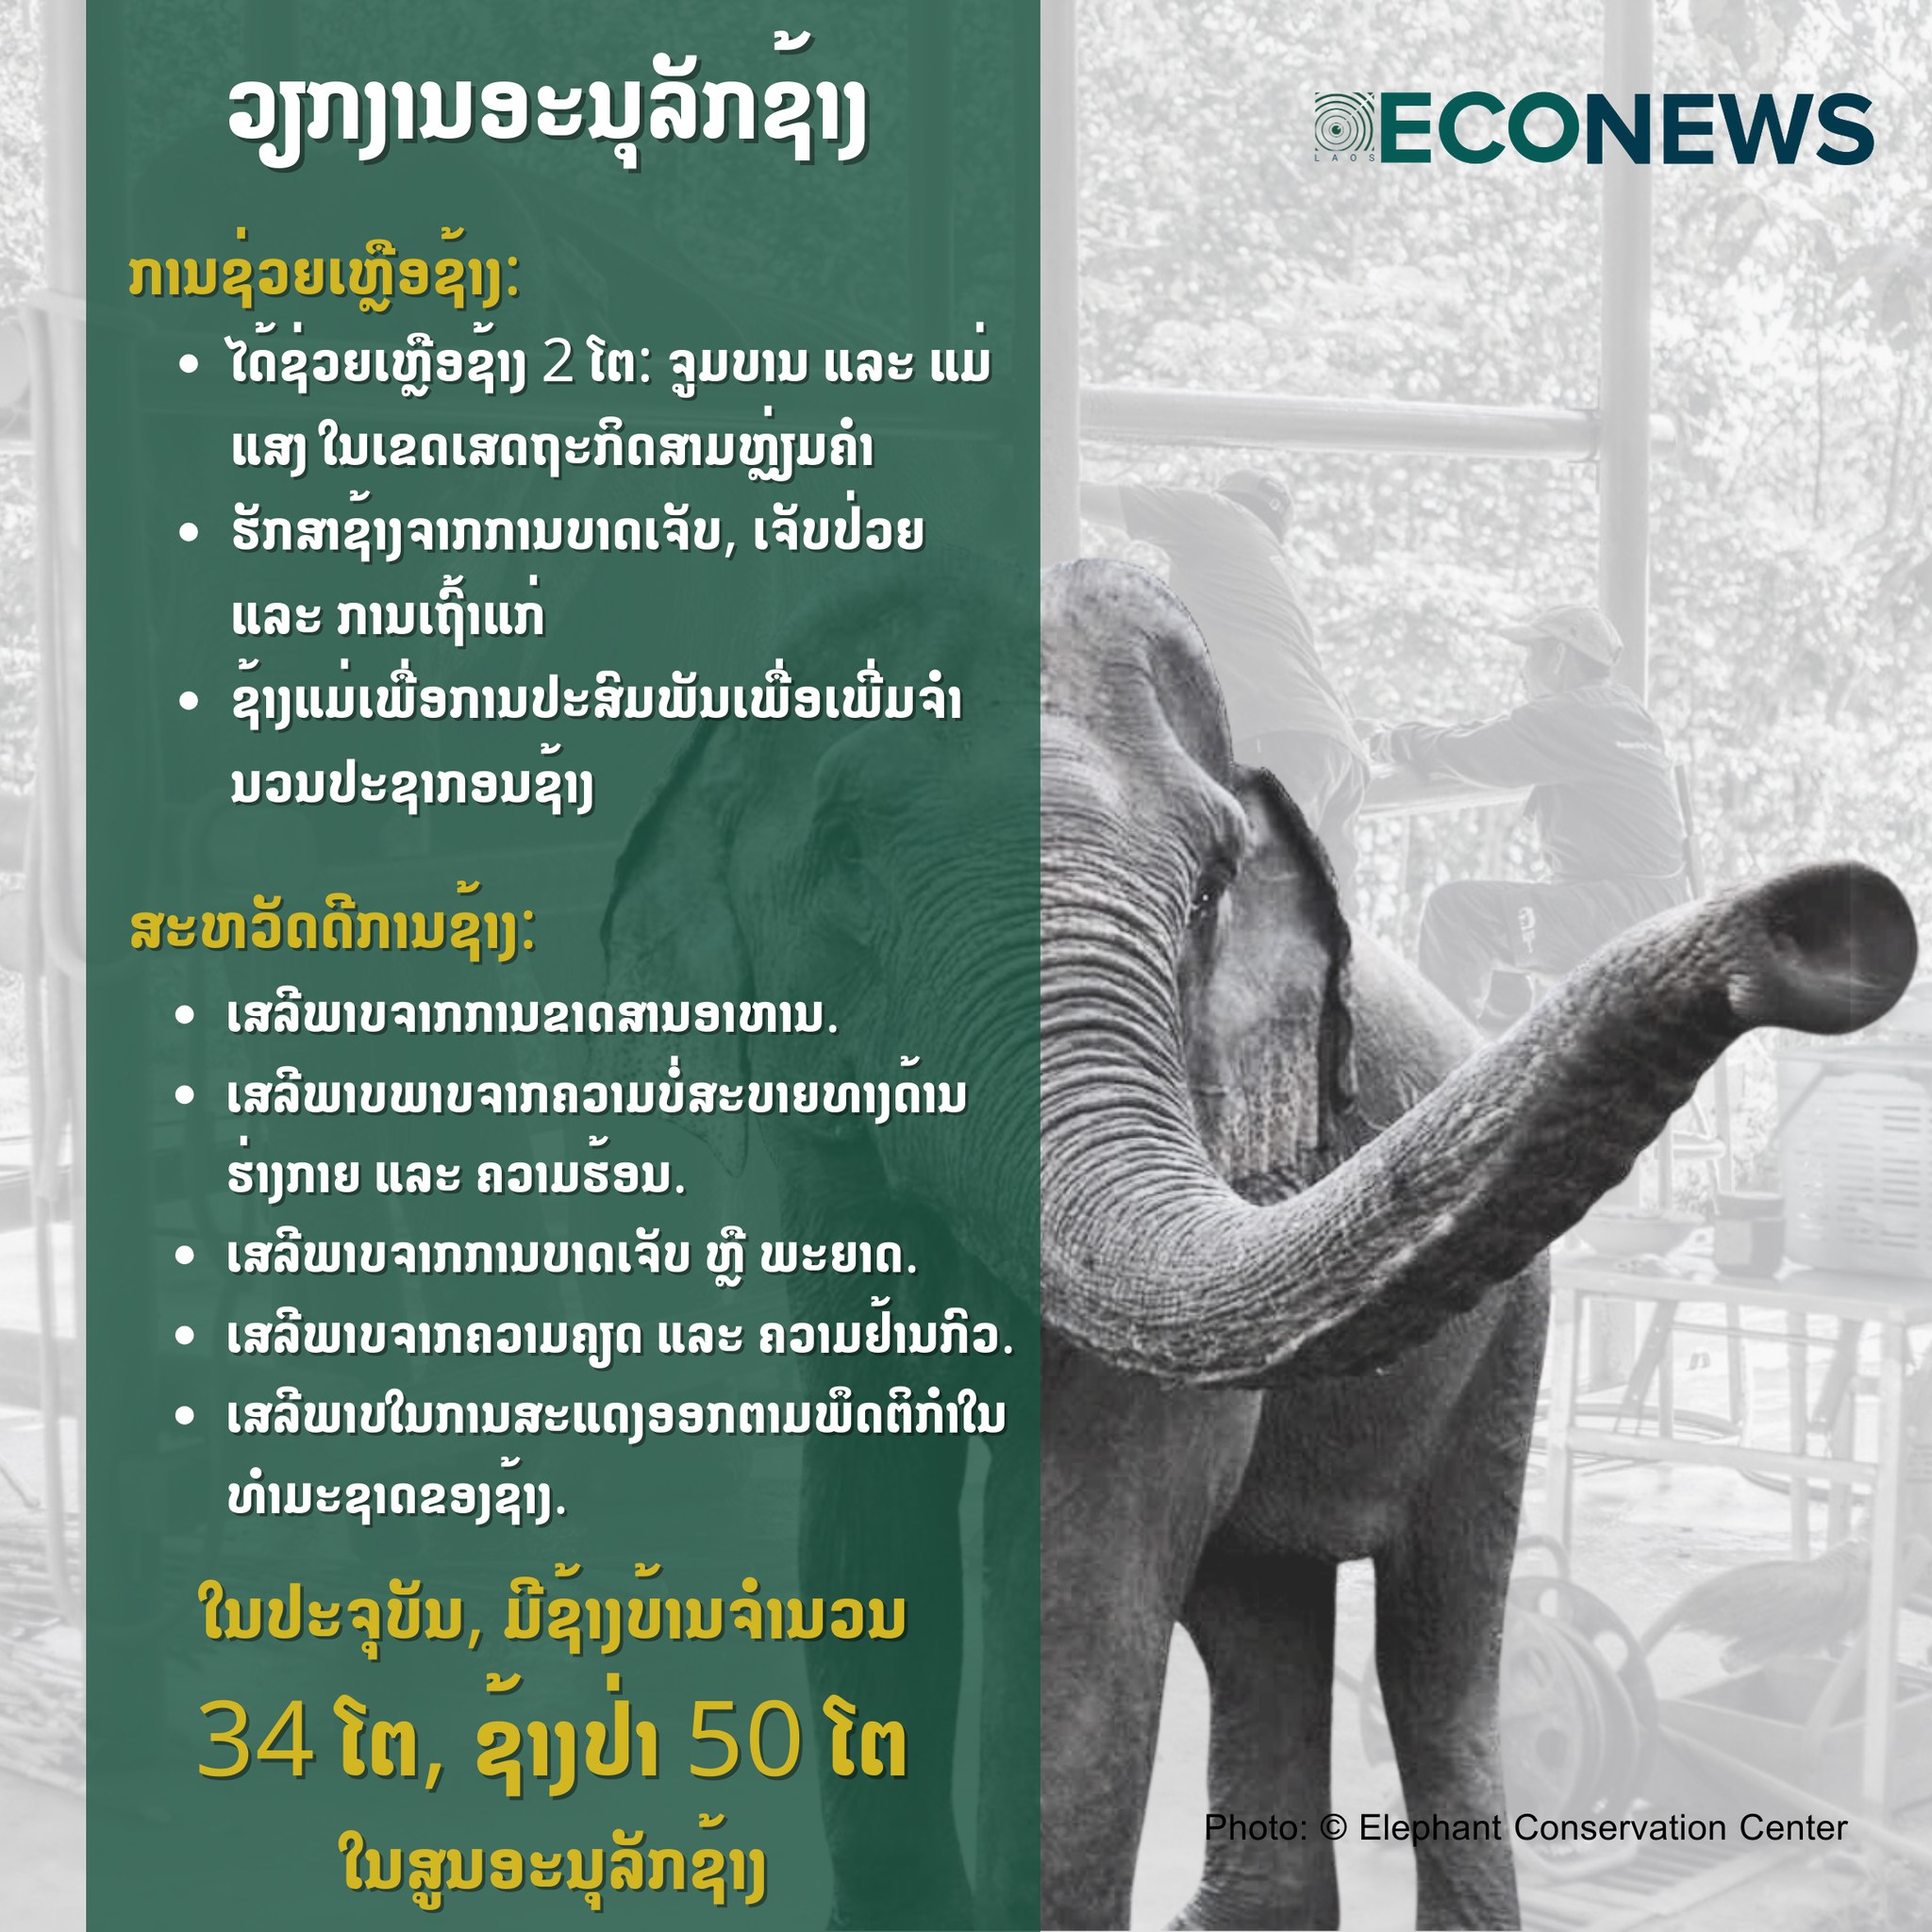 ວຽກງານອະນຸລັກຊ້າງ
LAOS
ECONEWS
ການຊ່ວຍເຫຼືອຊ້າງ:
• ໄດ້ຊ່ວຍເຫຼືອຊ້າງ 2 ໂຕ: ຈູມບານ ແລະ ແມ່
ແສງ ໃນເຂດເສດຖະກິດສາມຫຼ່ຽມຄຳ
• ຮັກສາຊ້າງຈາກການບາດເຈັບ, ເຈັບປ່ວຍ
ແລະ ການເຖົ້າແກ່
• ຊ້າງແມ່ເພື່ອການປະສົມພັນເພື່ອເພີ່ມຈຳ
ນວນປະຊາກອນຊ້າງ
ສະຫວັດດີການຊ້າງ:
• ເສລີພາບຈາກການຂາດສານອາຫານ.
• ເສລີພາບພາບຈາກຄວາມບໍ່ສະບາຍທາງດ້ານ
ຮ່າງກາຍ ແລະ ຄວາມຮ້ອນ.
• ເສລີພາບຈາກການບາດເຈັບ ຫຼື ພະຍາດ.
• ເສລີພາບຈາກຄວາມຄຽດ ແລະ ຄວາມຢ້ານກົວ.
• ເສລີພາບໃນການສະແດງອອກຕາມພຶດຕິກຳໃນ
ທຳມະຊາດຂອງຊ້າງ.
ໃນປະຈຸບັນ, ມີຊ້າງບ້ານຈຳນວນ
34 ໂຕ, ຊ້າງປ່າ 50 ໂຕ
ໃນສູນອະນຸລັກຊ້າງ
Photo: © Elephant Conservation Center